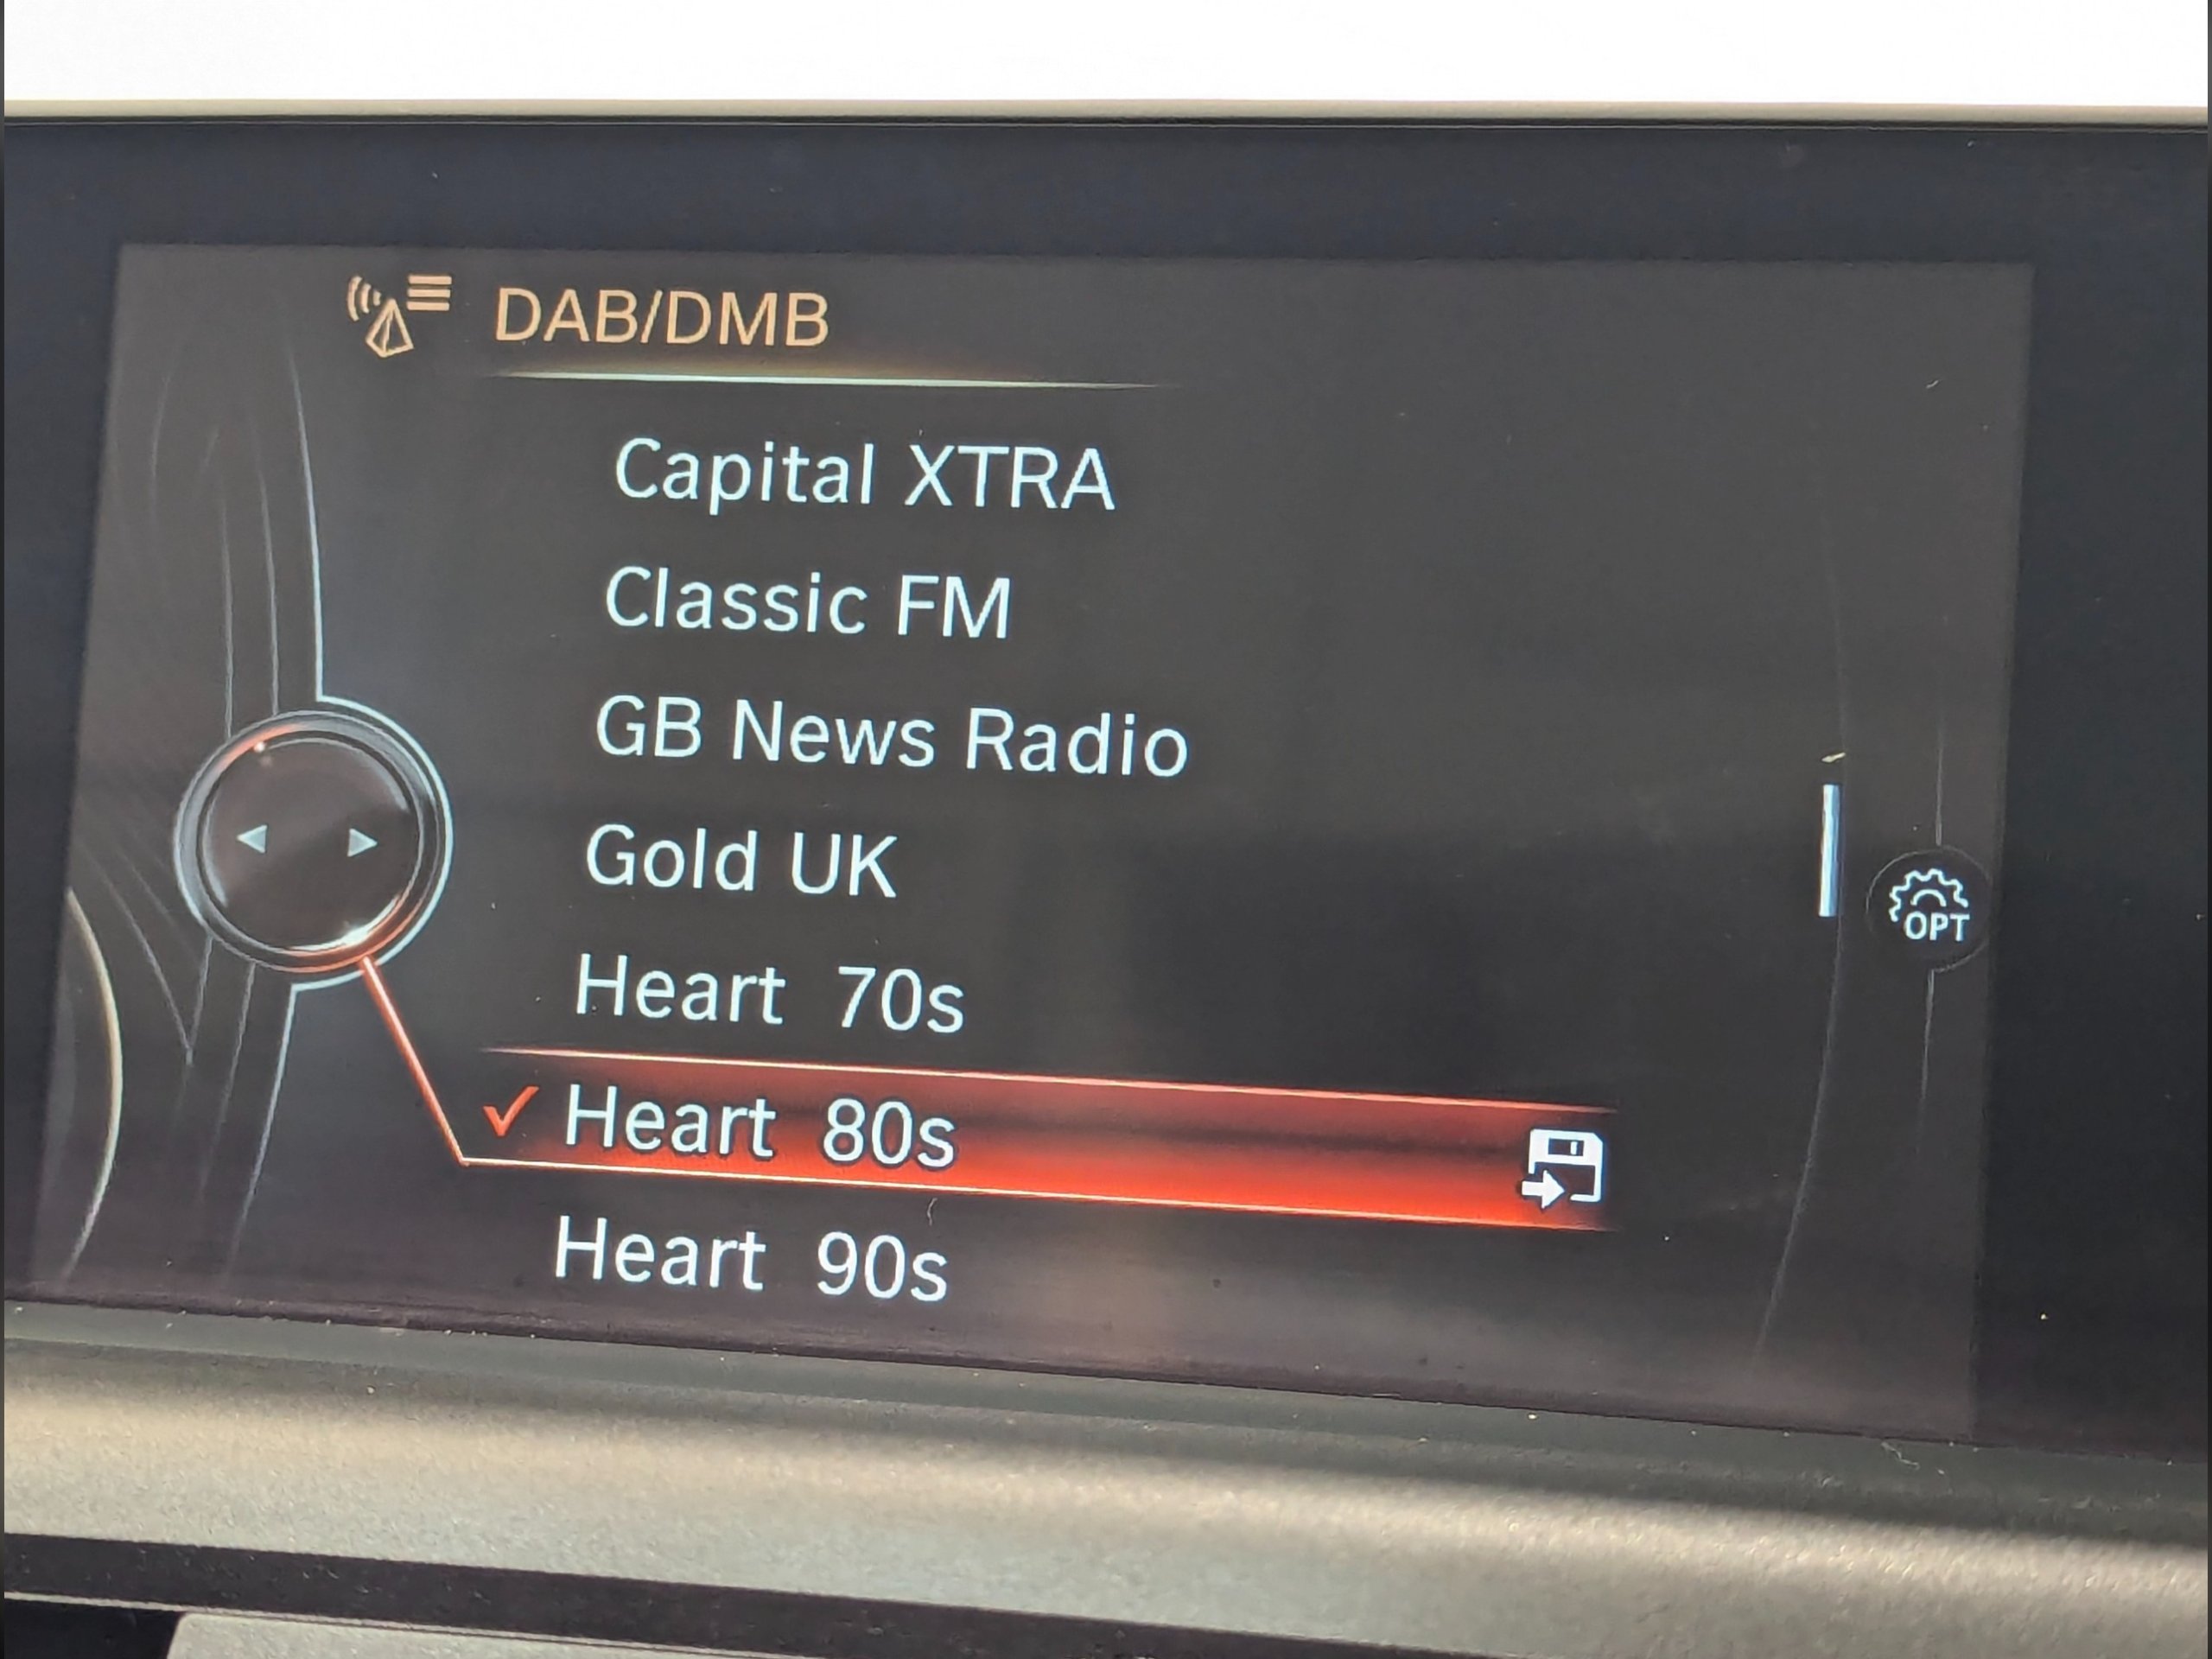 DAB/DMB
Capital XTRA
Classic FM
GB News Radio
Gold UK
Heart 70s
Heart 80s
Heart 90s
OPT